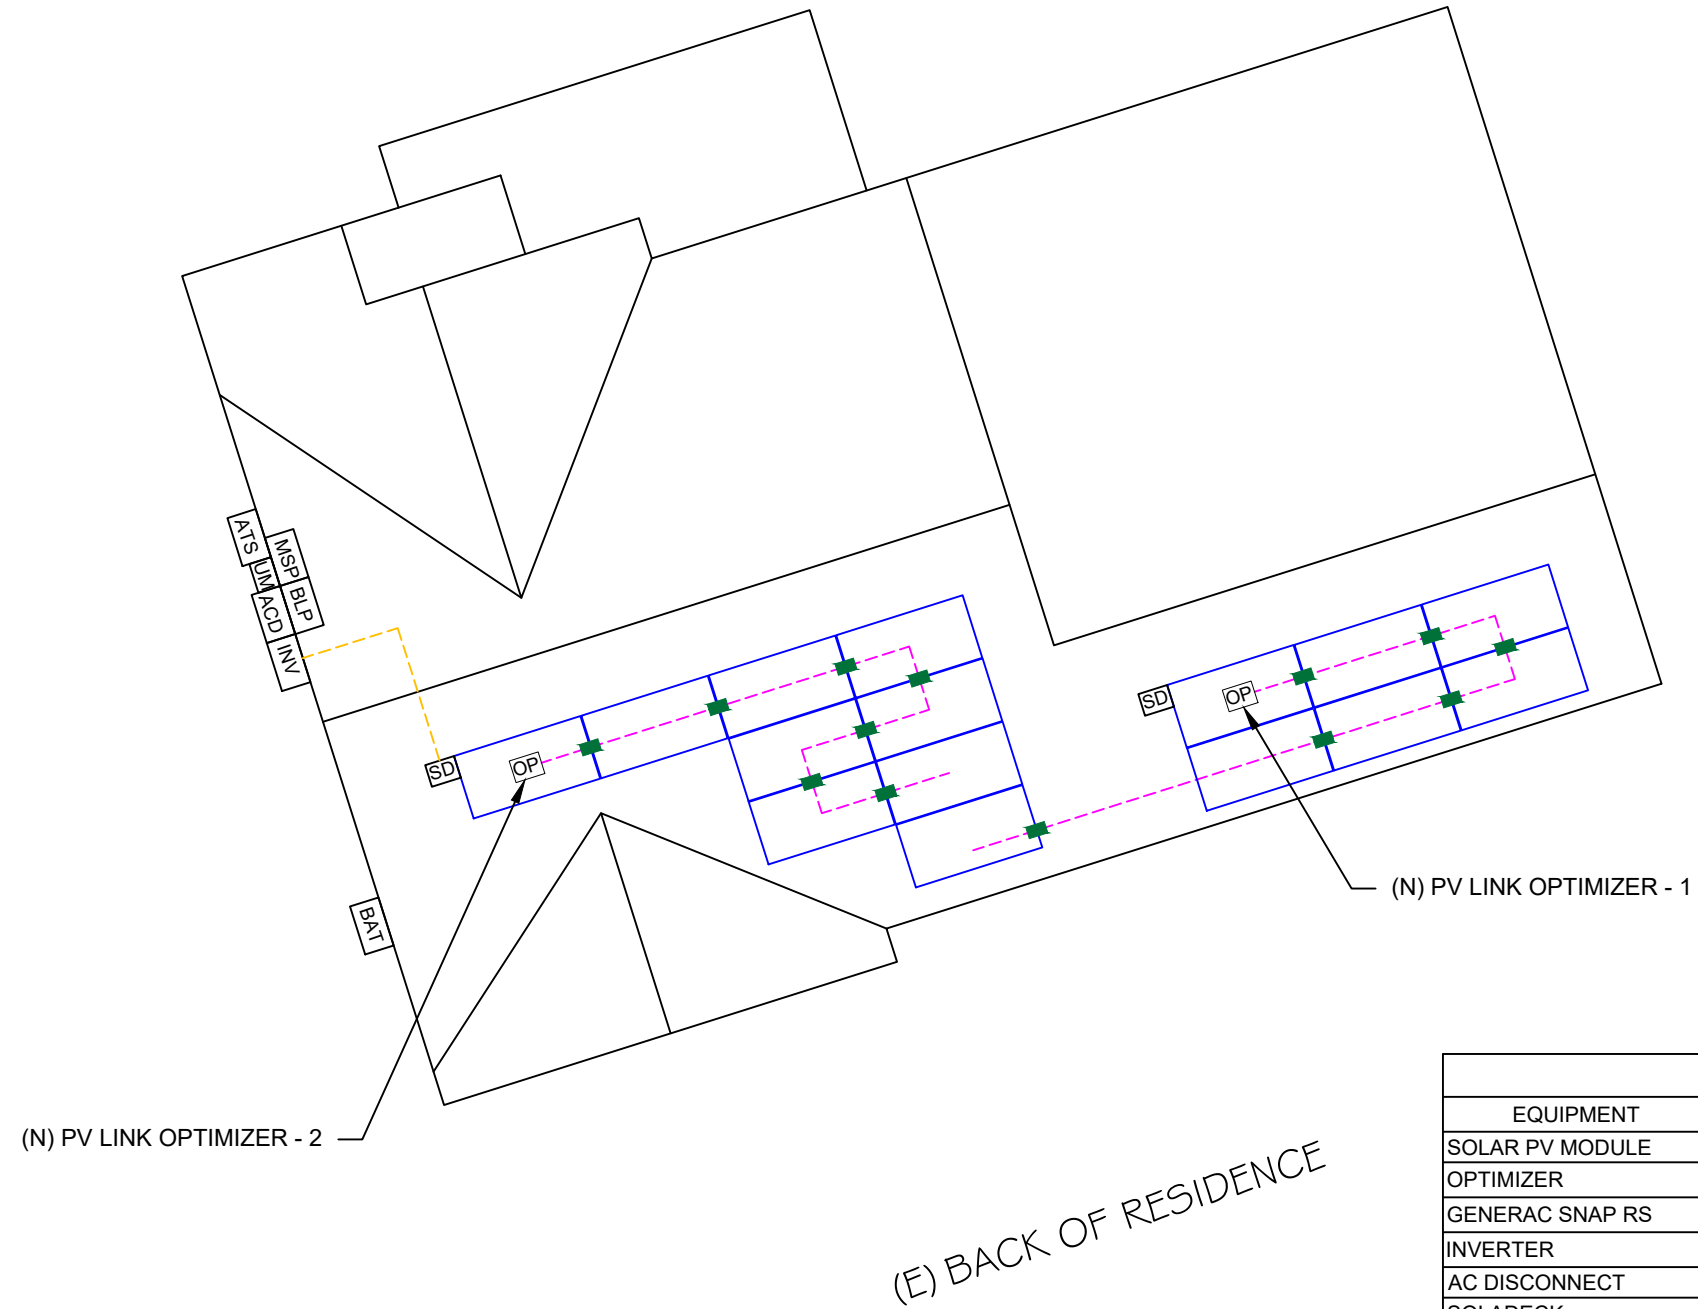 ATS
MSP
UM
BLP
ACD
INV
SD
OP
SD
OP
BAT
(N) PV LINK OPTIMIZER - 1
(N) PV LINK OPTIMIZER - 2
(E) BACK OF RESIDENCE
EQUIPMENT
SOLAR PV MODULE
OPTIMIZER
GENERAC SNAP RS
INVERTER
AC DISCONNECT